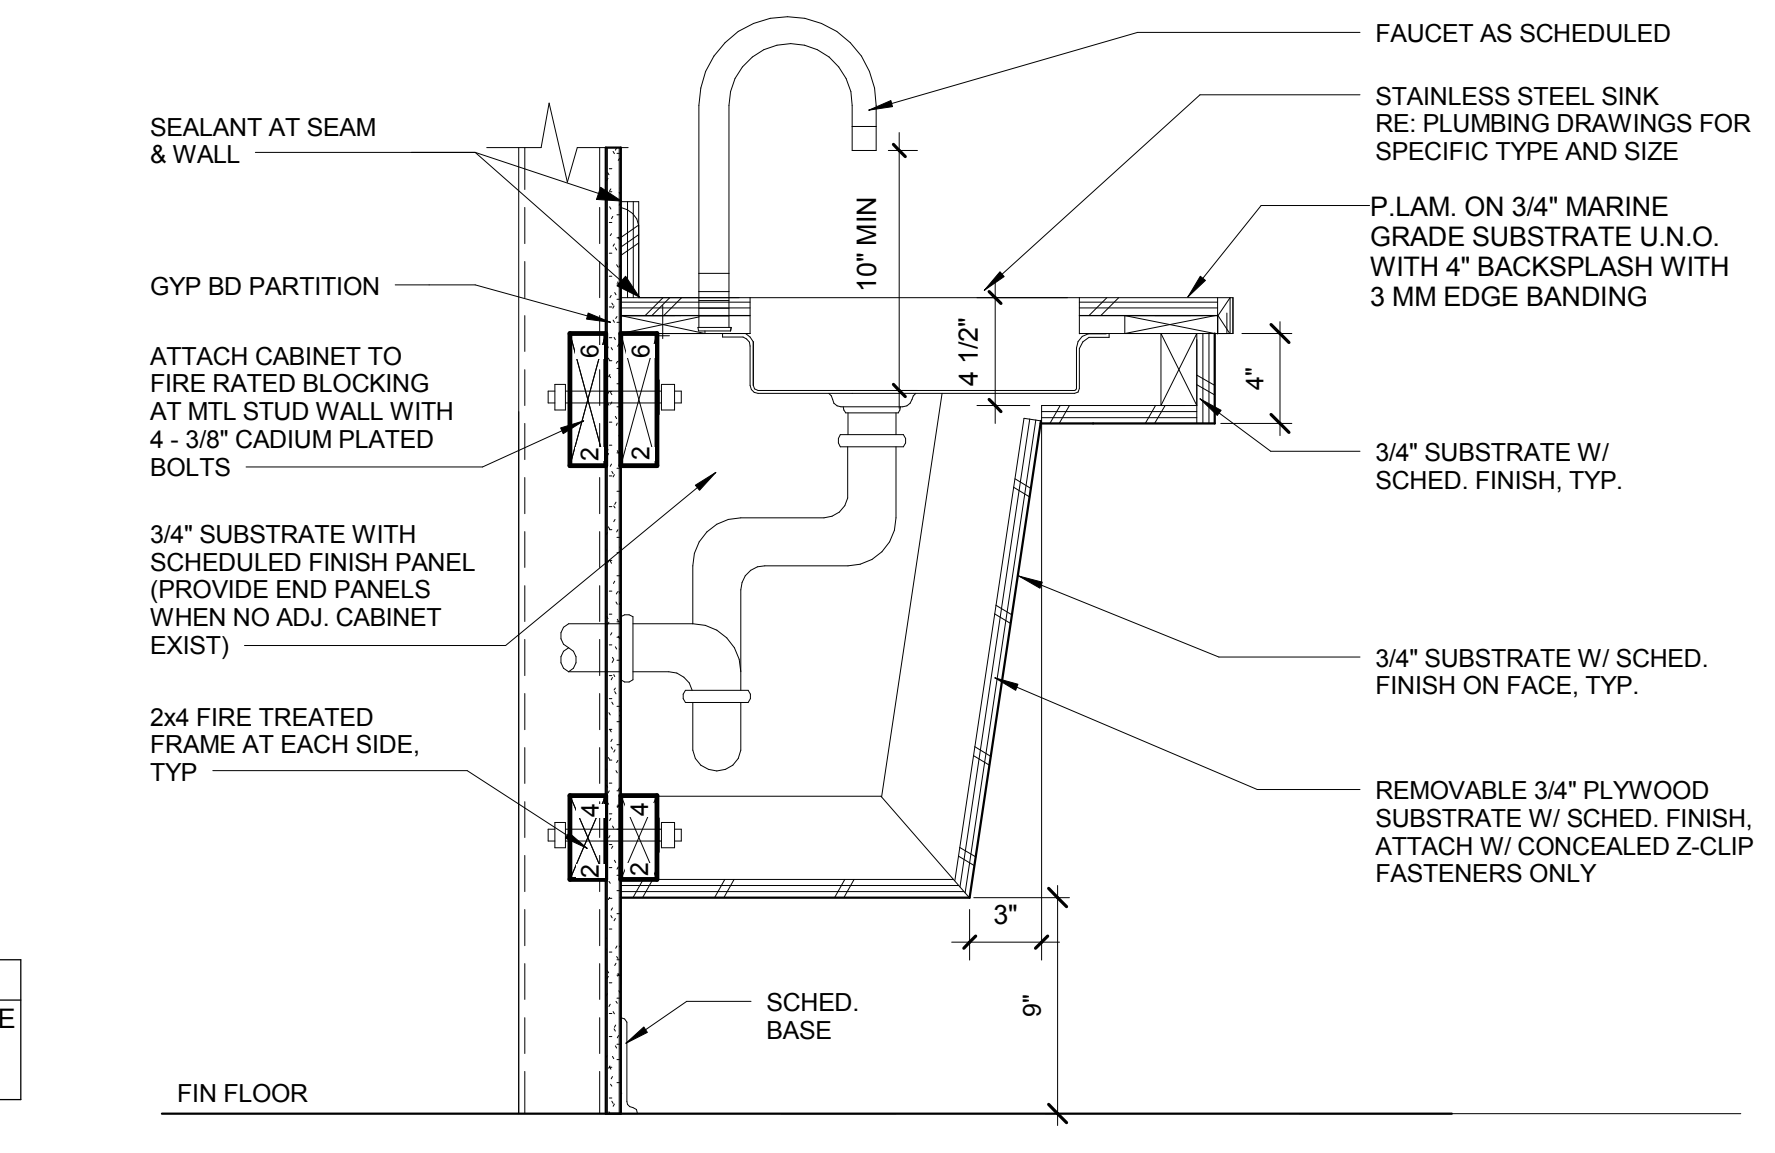 SEALANT AT SEAM
& WALL
GYP BD PARTITION
ATTACH CABINET TO
FIRE RATED BLOCKING
AT MTL STUD WALL WITH
4 - 3/8" CADIUM PLATED
BOLTS
3/4" SUBSTRATE WITH
SCHEDULED FINISH PANEL
(PROVIDE END PANELS
WHEN NO ADJ. CABINET
EXIST)
2x4 FIRE TREATED
FRAME AT EACH SIDE,
TYP
E
FIN FLOOR
2 6
2 6
2 4
2 4
10" MIN
4 1/2"
4"
3"
9"
SCHED.
BASE
FAUCET AS SCHEDULED
STAINLESS STEEL SINK
RE: PLUMBING DRAWINGS FOR
SPECIFIC TYPE AND SIZE
P.LAM. ON 3/4" MARINE
GRADE SUBSTRATE U.N.O.
WITH 4" BACKSPLASH WITH
3 MM EDGE BANDING
3/4" SUBSTRATE W/
SCHED. FINISH, TYP.
3/4" SUBSTRATE W/ SCHED.
FINISH ON FACE, TYP.
REMOVABLE 3/4" PLYWOOD
SUBSTRATE W/ SCHED. FINISH,
ATTACH W/ CONCEALED Z-CLIP
FASTENERS ONLY